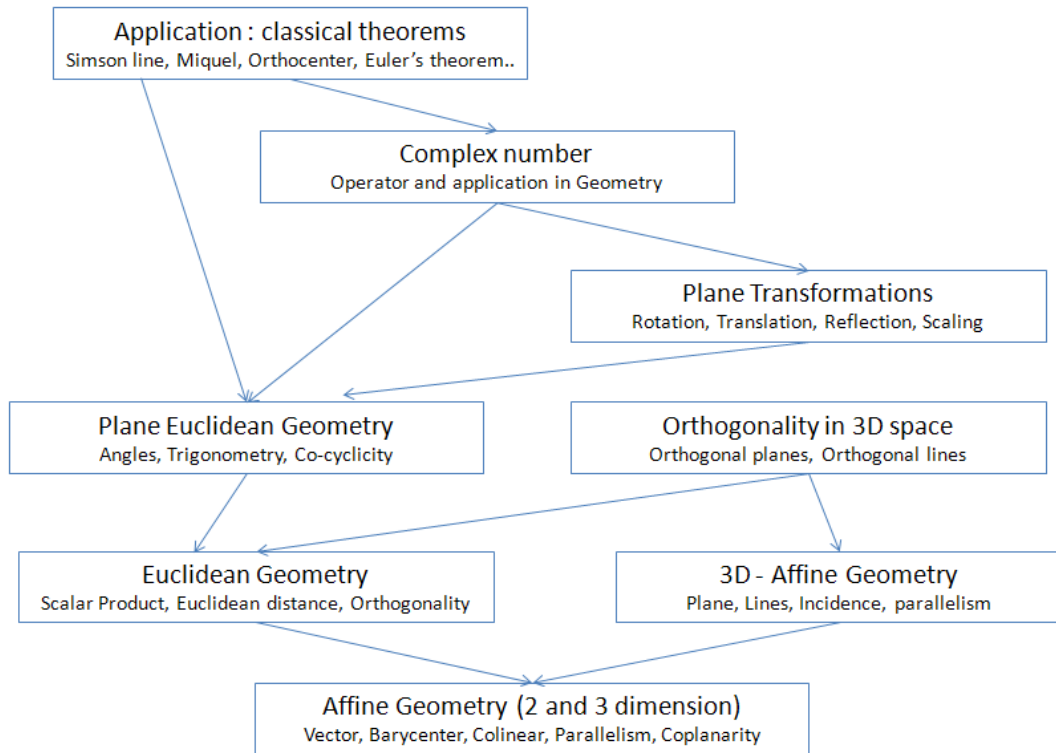 Application : classical theorems
Simson line, Miquel, Orthocenter, Euler's theorem..
Complex number
Operator and application in Geometry
Plane Transformations
Rotation, Translation, Reflection, Scaling
Plane Euclidean Geometry
Angles, Trigonometry, Co-cyclicity
Orthogonality in 3D space
Orthogonal planes, Orthogonal lines
Euclidean Geometry
Scalar Product, Euclidean distance, Orthogonality
3D - Affine Geometry
Plane, Lines, Incidence, parallelism
Affine Geometry (2 and 3 dimension)
Vector, Barycenter, Colinear, Parallelism, Coplanarity